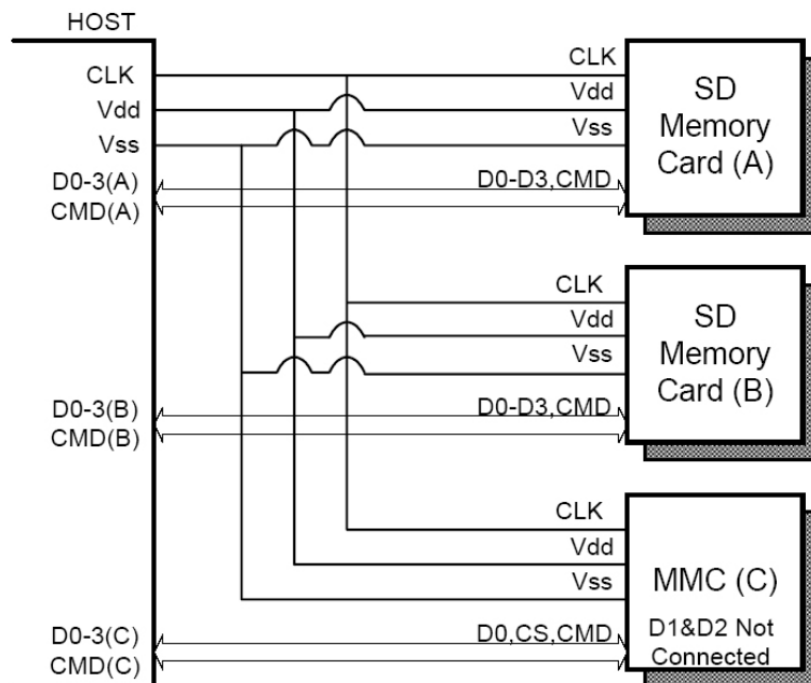 HOST
CLK
Vdd
Vss
D0-3(A)
CMD(A)
CLK
Vdd
Vss
D0-D3,CMD
SD
Memory
Card (A)
CLK
Vdd
Vss
D0-D3,CMD
SD
Memory
Card (B)
D0-3(B)
CMD(B)
CLK
Vdd
Vss
D0,CS,CMD
MMC (C)
D1&D2 Not
Connected
D0-3(C)
CMD(C)